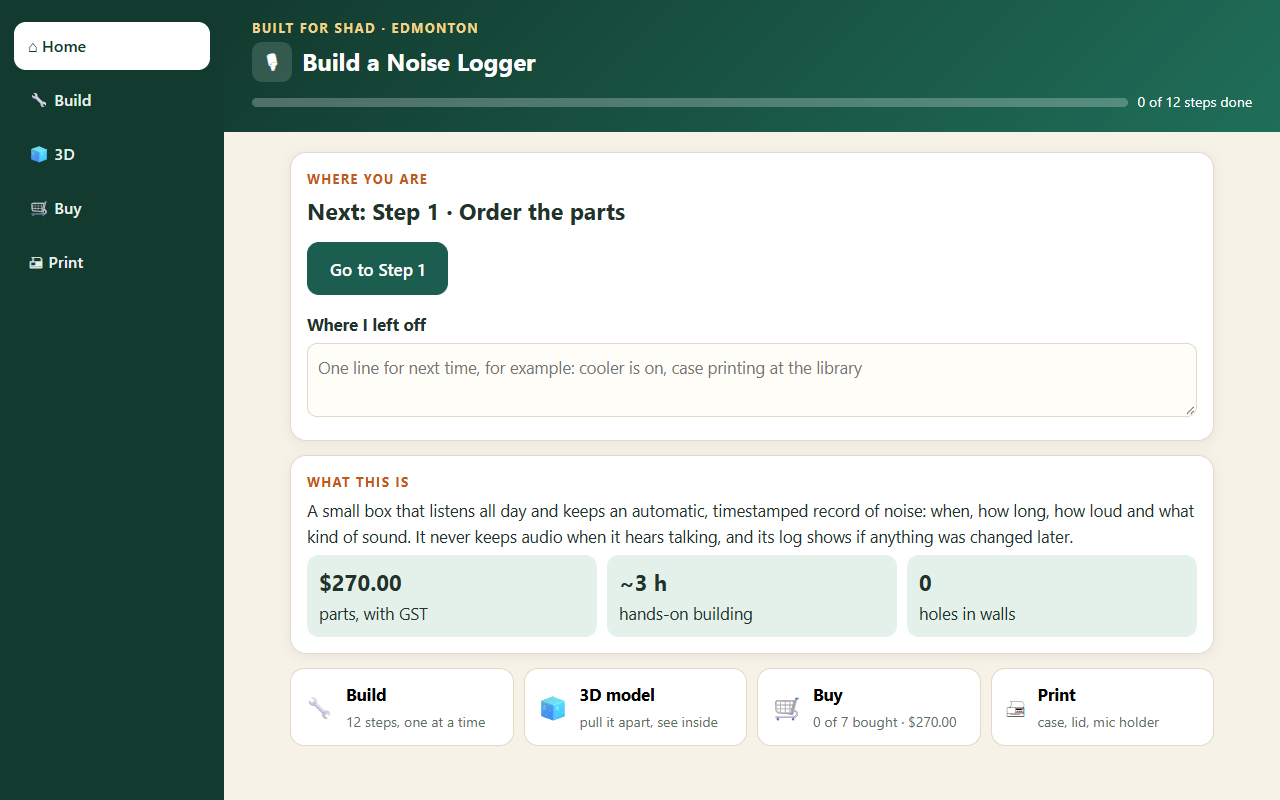 Home
Build
3D
Buy
Print
BUILT FOR SHAD · EDMONTON
Build a Noise Logger
0 of 12 steps done
WHERE YOU ARE
Next: Step 1 · Order the parts
Go to Step 1
Where I left off
One line for next time, for example: cooler is on, case printing at the library
WHAT THIS IS
A small box that listens all day and keeps an automatic, timestamped record of noise: when, how long, how loud and what
kind of sound. It never keeps audio when it hears talking, and its log shows if anything was changed later.
$270.00
parts, with GST
~3 h
hands-on building
0
holes in walls
Build
12 steps, one at a time
3D model
pull it apart, see inside
Buy
0 of 7 bought · $270.00
Print
case, lid, mic holder